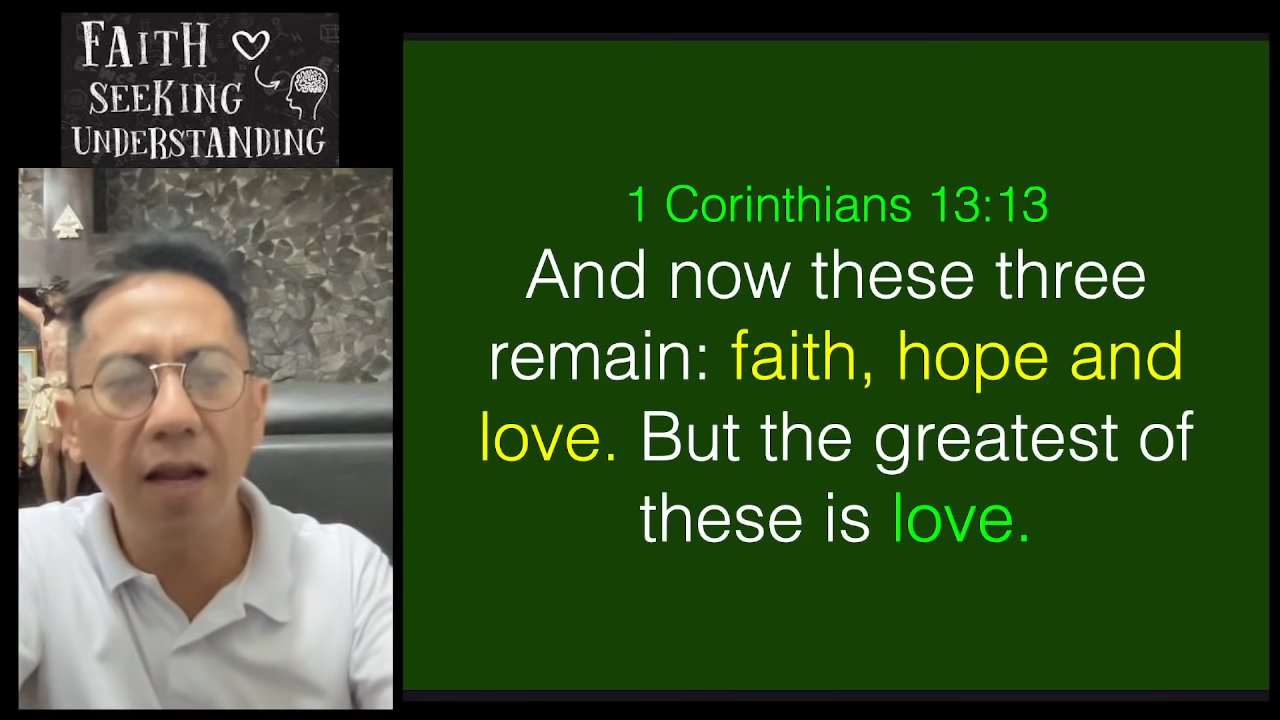 FAITH
SEEKING
UNDERSTANDING
1 Corinthians 13:13
And now these three
remain: faith, hope and
love. But the greatest of
these is love.